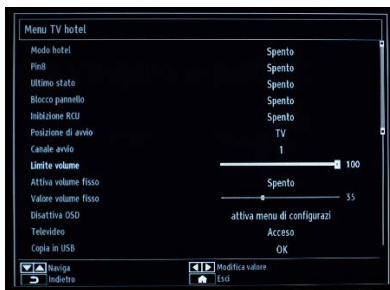 Menu TV hotel
Modo hotel Spento
Pin8 Spento
Ultimo stato Spento
Blocco pannello Spento
Inibizione RCU Spento
Posizione di avvio TV
Canale avvio 1
Limite volume 100
Attiva volume fisso Spento
Valore volume fisso 35
Disattiva OSD attiva menu di configurazi
Televideo Acceso
Copia in USB OK
Naviga Modifica valore
Indietro Esci